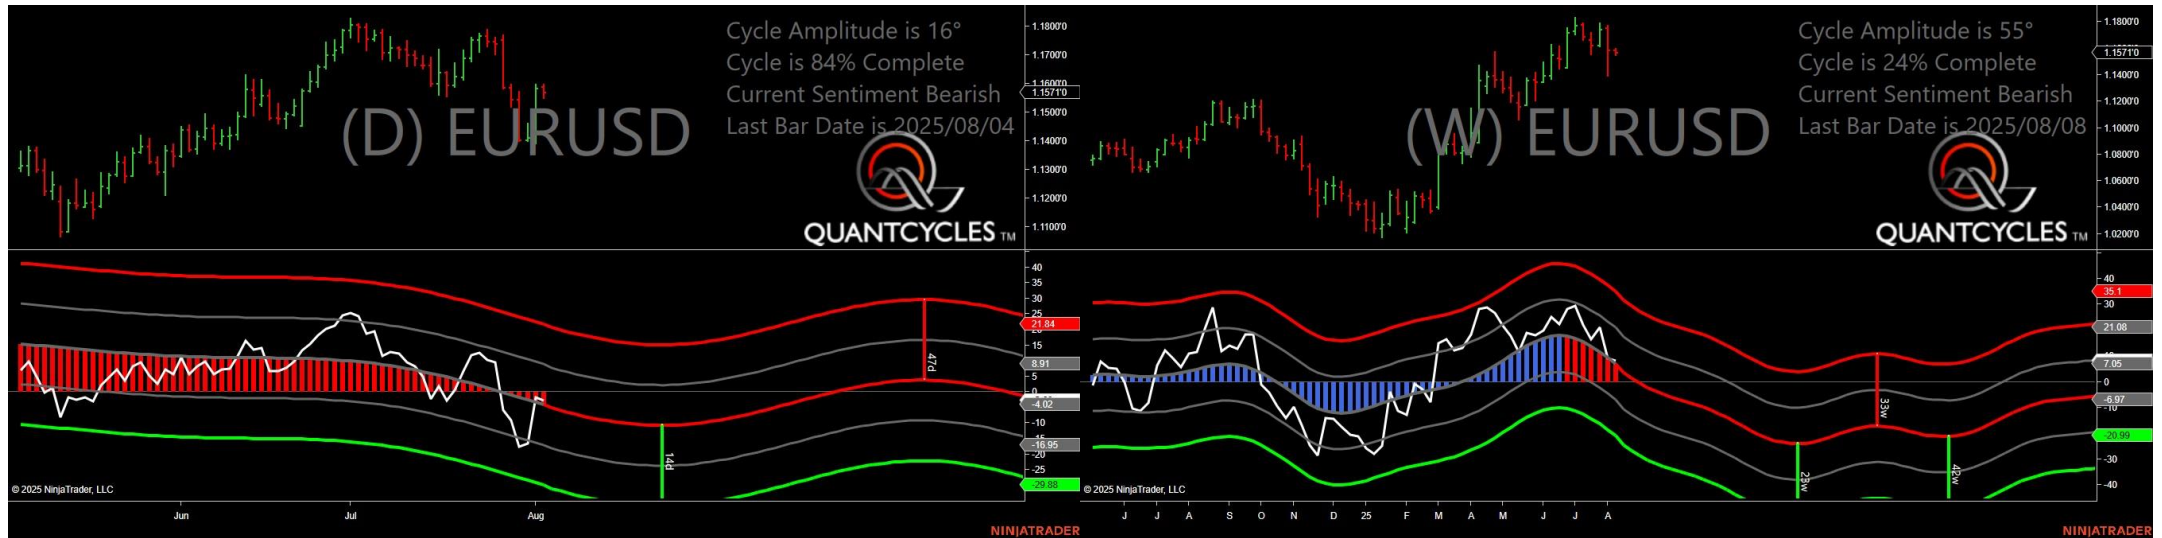 Cycle Amplitude is 16°
Cycle is 84% Complete
Current Sentiment Bearish
Last Bar Date is 2025/08/04
(D) EURUSD
QUANTCYCLES TM
1.1800'0
1.1700'0
1.1600'0
1.1571'0
1.1500'0
1.1400'0
1.1300'0
1.1200'0
1.1100'0
40
35
30
25
21.84
15
8.91
5
0
-4.02
-10
-16.95
-20
-25
-29.88
47d
14d
© 2025 NinjaTrader, LLC
Jun
Jul
Aug
NINJATRADER
Cycle Amplitude is 55°
Cycle is 24% Complete
Current Sentiment Bearish
Last Bar Date is 2025/08/08
(W) EURUSD
QUANTCYCLES TM
1.1800'0
1.1571'0
1.1400'0
1.1200'0
1.1000'0
1.0800'0
1.0600'0
1.0400'0
1.0200'0
40
35.1
30
21.08
7.05
0
-6.97
-10
-20.99
-30
-40
33w
23w
42w
© 2025 NinjaTrader, LLC
J J A S O N D 25 F M A M J J A
NINJATRADER